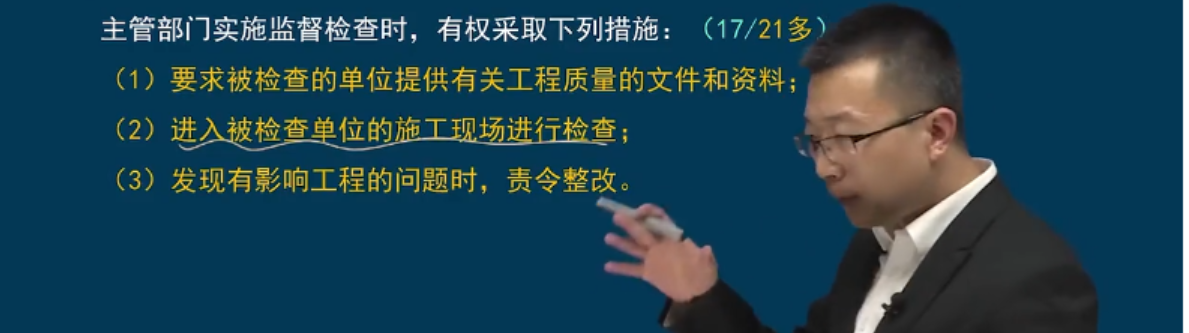 主管部门实施监督检查时，有权采取下列措施：（17/21多）
（1）要求被检查的单位提供有关工程质量的文件和资料；
（2）进入被检查单位的施工现场进行检查；
（3）发现有影响工程的问题时，责令整改。